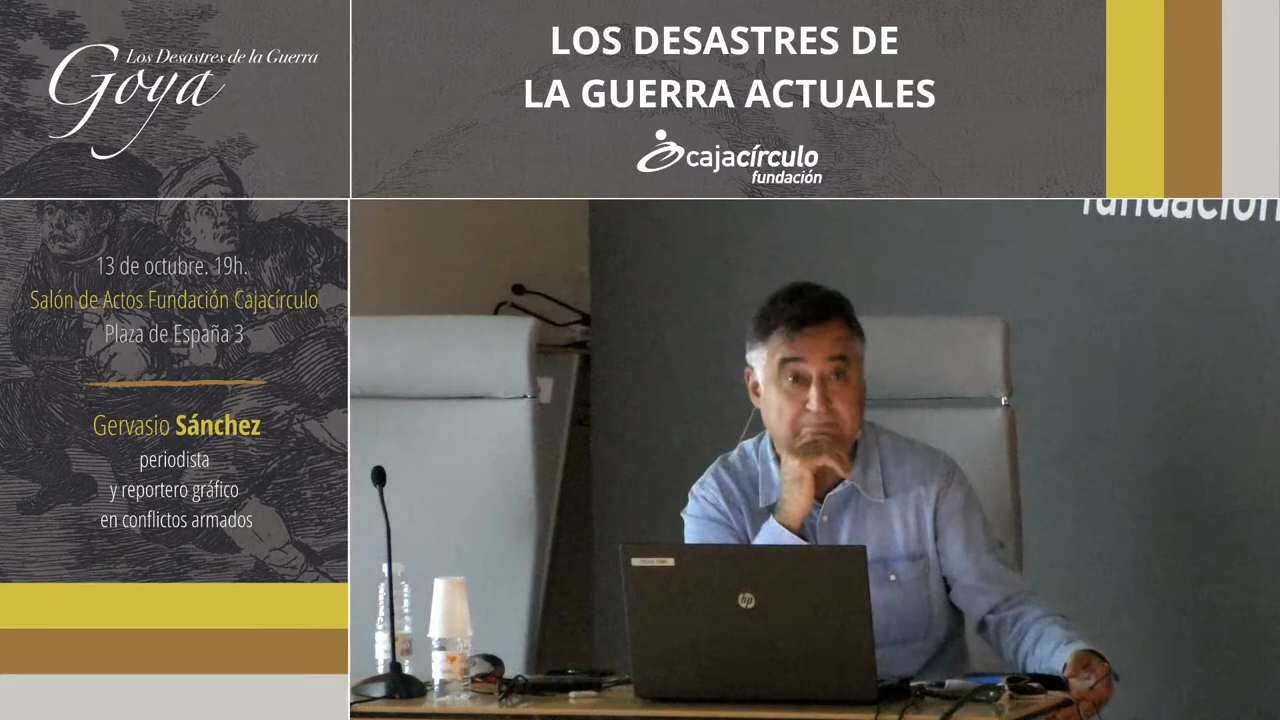 Los Desastres de la Guerra
Goya
LOS DESASTRES DE
LA GUERRA ACTUALES
cajacírculo
fundación
13 de octubre. 19h.
Salón de Actos Fundación Cajacírculo
Plaza de España 3
Gervasio Sánchez
periodista
y reportero gráfico
en conflictos armados
fundación
hp